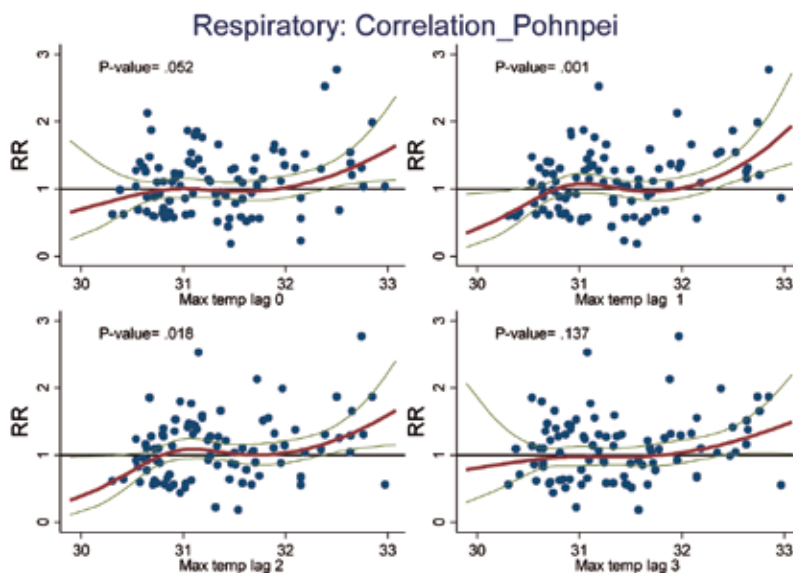 Respiratory: Correlation_Pohnpei
P-value= .052
P-value= .001
RR
3
2
1
0
30 31 32 33
Max temp lag 0
RR
3
2
1
0
30 31 32 33
Max temp lag 1
P-value= .018
P-value= .137
RR
3
2
1
0
30 31 32 33
Max temp lag 2
RR
3
2
1
0
30 31 32 33
Max temp lag 3